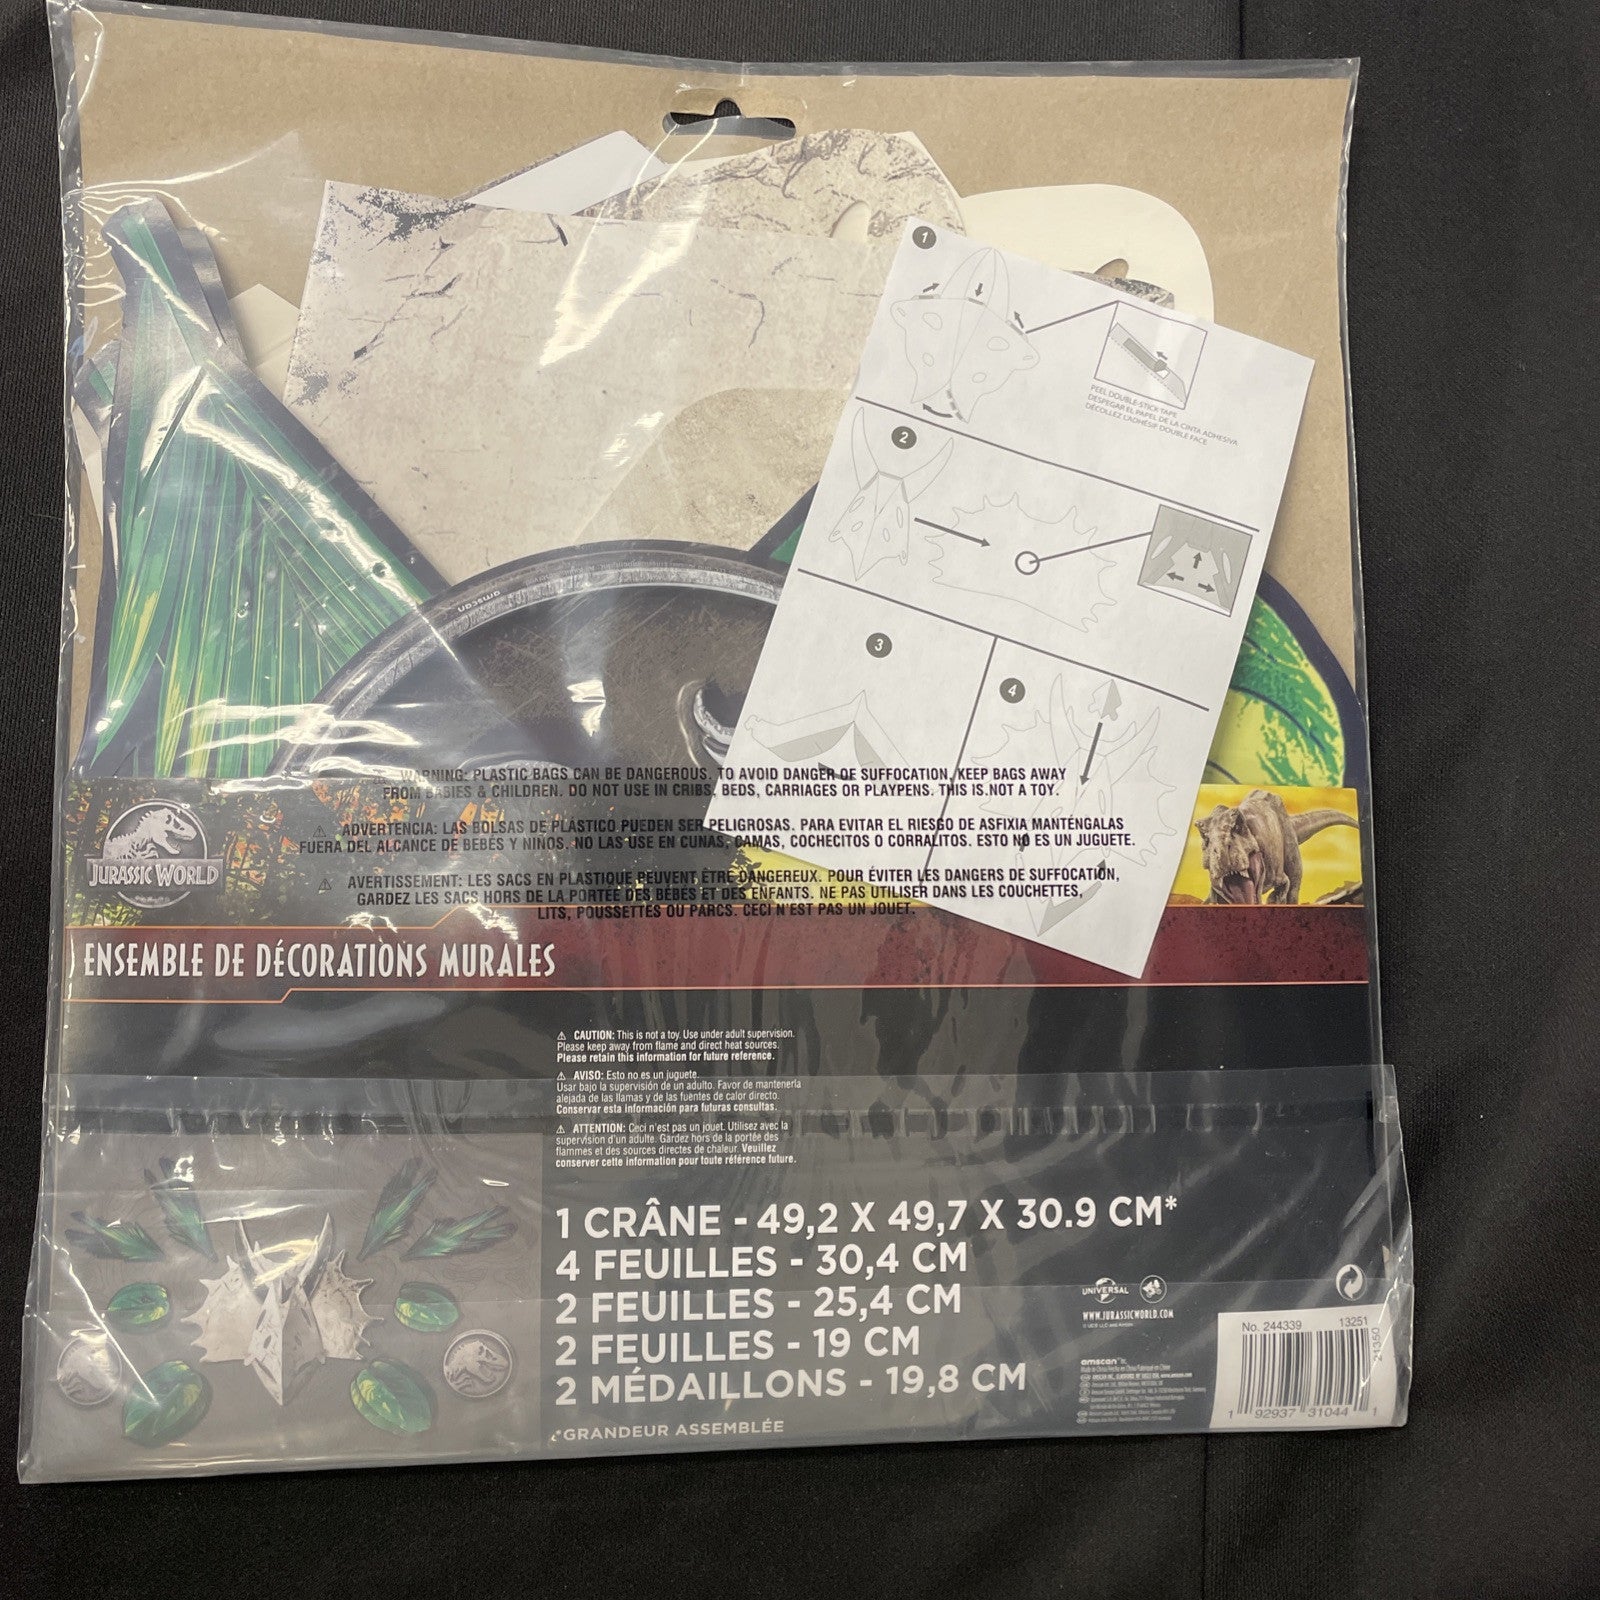 1
PEEL DOUBLE-STICK TAPE
DESPEGAR EL PAPEL DE LA CINTA ADHESIVA
DÉCOLLEZ L'ADHÉSIF DOUBLE FACE
2
3
4
amscan
WARNING: PLASTIC BAGS CAN BE DANGEROUS. TO AVOID DANGER OF SUFFOCATION, KEEP BAGS AWAY
FROM BABIES & CHILDREN. DO NOT USE IN CRIBS, BEDS, CARRIAGES OR PLAYPENS. THIS IS NOT A TOY.
ADVERTENCIA: LAS BOLSAS DE PLÁSTICO PUEDEN SER PELIGROSAS. PARA EVITAR EL RIESGO DE ASFIXIA MANTÉNGALAS
FUERA DEL ALCANCE DE BEBÉS Y NIÑOS. NO LAS USE EN CUNAS, CAMAS, COCHECITOS O CORRALITOS. ESTO NO ES UN JUGUETE.
AVERTISSEMENT: LES SACS EN PLASTIQUE PEUVENT ÊTRE DANGEREUX. POUR ÉVITER LES DANGERS DE SUFFOCATION,
GARDEZ LES SACS HORS DE LA PORTÉE DES BÉBÉS ET DES ENFANTS. NE PAS UTILISER DANS LES COUCHETTES,
LITS, POUSSETTES OU PARCS. CECI N'EST PAS UN JOUET.
JURASSIC WORLD
ENSEMBLE DE DÉCORATIONS MURALES
CAUTION: This is not a toy. Use under adult supervision.
Please keep away from flame and direct heat sources.
Please retain this information for future reference.
AVISO: Esto no es un juguete.
Usar bajo la supervisión de un adulto. Favor de mantenerla
alejada de las llamas y de las fuentes de calor directo.
Conservar esta información para futuras consultas.
ATTENTION: Ceci n'est pas un jouet. Utilisez avec la
supervision d'un adulte. Gardez hors de la portée des
flammes et des sources directes de chaleur. Veuillez
conserver cette information pour toute référence future.
1 CRÂNE - 49,2 X 49,7 X 30.9 CM*
4 FEUILLES - 30,4 CM
2 FEUILLES - 25,4 CM
2 FEUILLES - 19 CM
2 MÉDAILLONS - 19,8 CM
*GRANDEUR ASSEMBLÉE
UNIVERSAL
WWW.JURASSICWORLD.COM
amscan
No. 244339 13251
21350
1 92937 31044 1